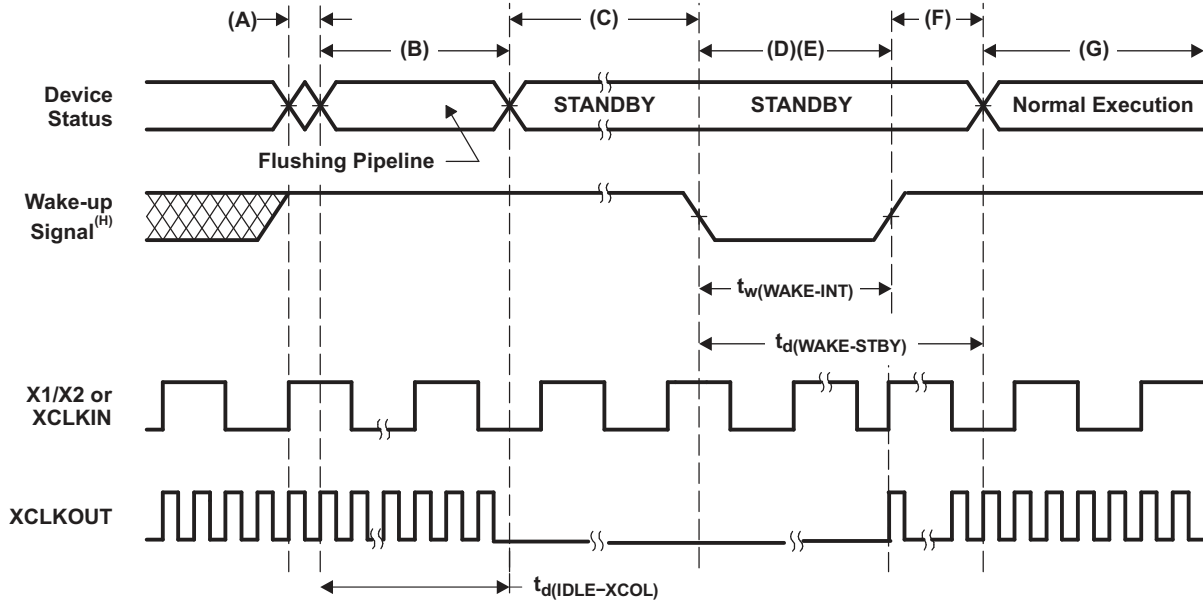 (A)
(C)
(F)
(B)
(D)(E)
(G)
Device
Status
STANDBY
STANDBY
Normal Execution
Flushing Pipeline
Wake-up
Signal(H)
tw(WAKE-INT)
td(WAKE-STBY)
X1/X2 or
XCLKIN
XCLKOUT
td(IDLE−XCOL)